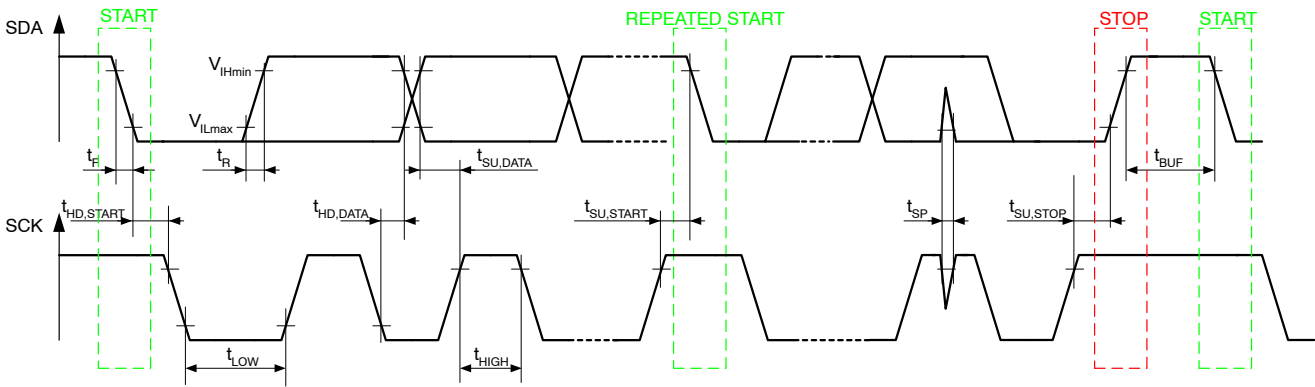 START
REPEATED START
STOP
START
SDA
VIHmin
VILmax
tF
tR
tSU,DATA
tBUF
tHD,START
tHD,DATA
tSU,START
tSP
tSU,STOP
SCK
tLOW
tHIGH